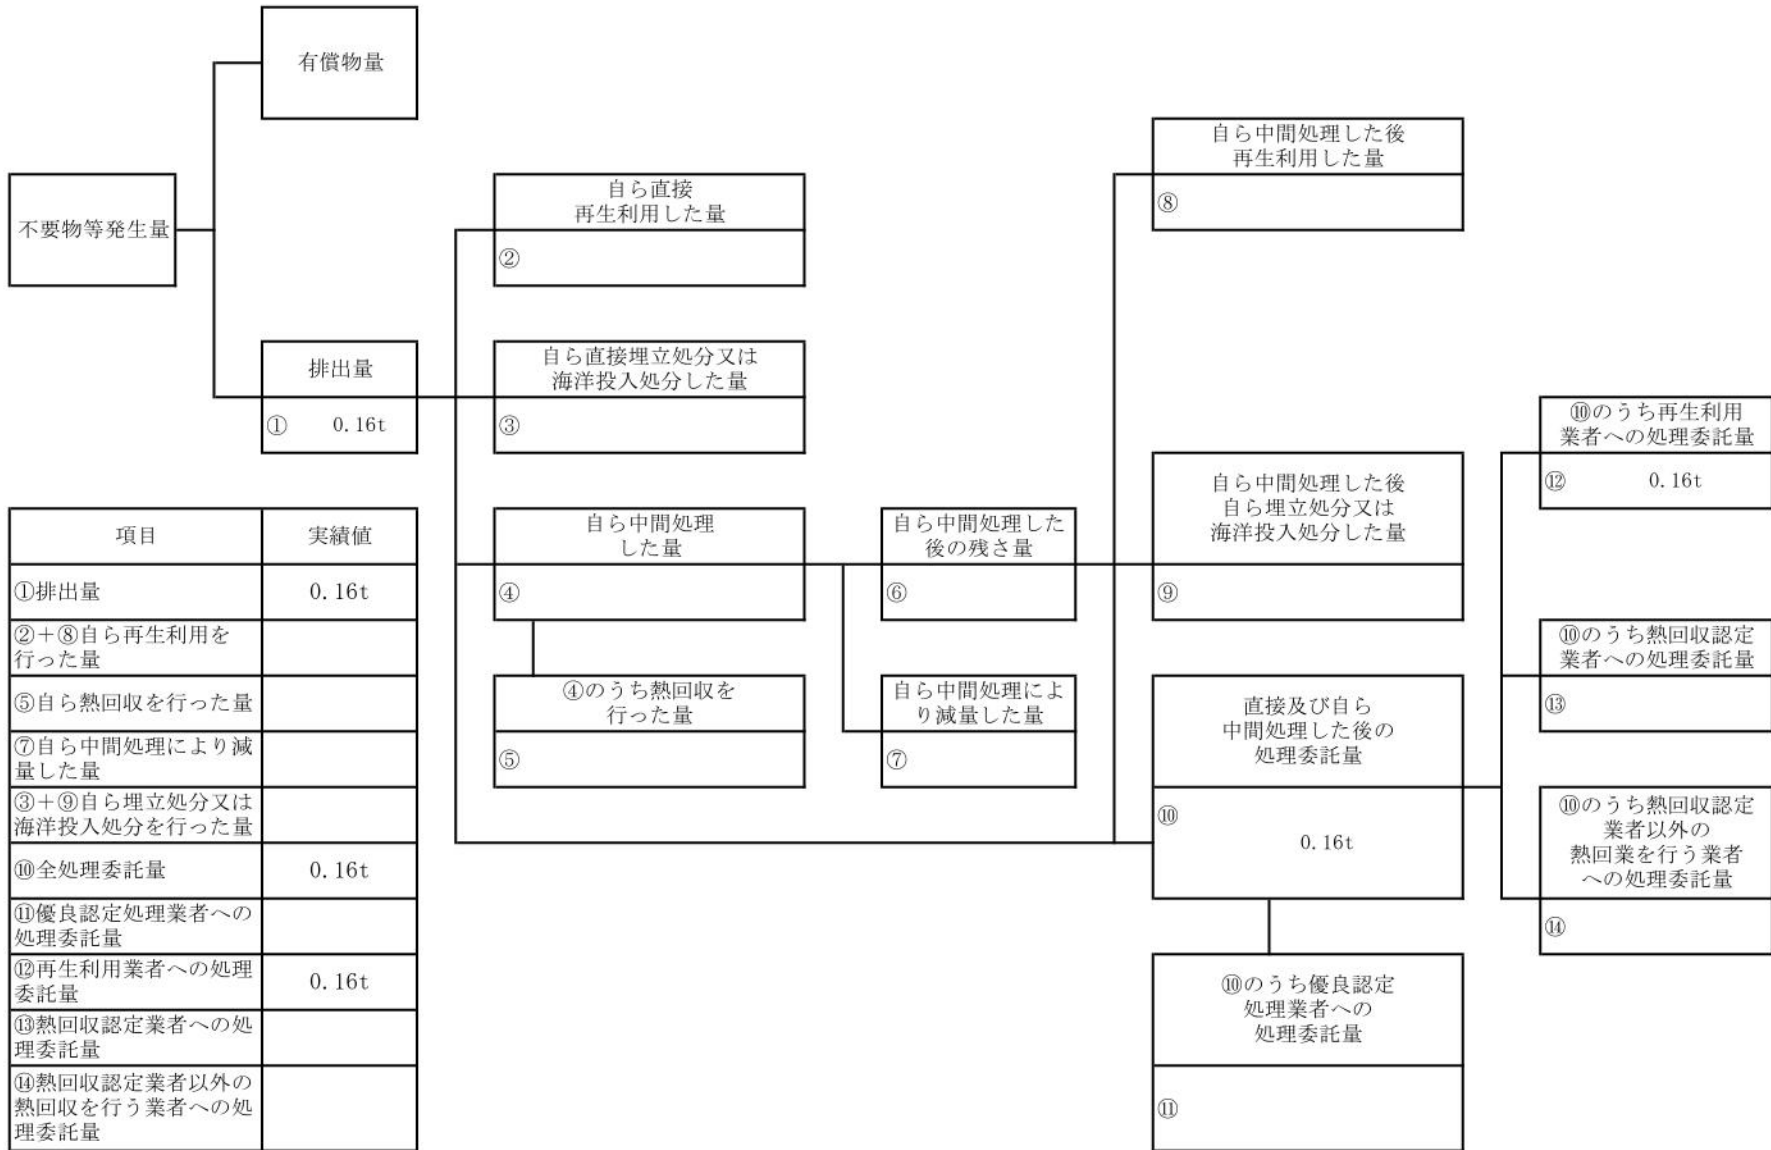 有償物量
不要物等発生量
排出量
① 0.16t
自ら直接
再生利用した量
②
自ら直接埋立処分又は
海洋投入処分した量
③
自ら中間処理
した量
④
④のうち熱回収を
行った量
⑤
自ら中間処理した
後の残さ量
⑥
自ら中間処理によ
り減量した量
⑦
自ら中間処理した後
再生利用した量
⑧
自ら中間処理した後
自ら埋立処分又は
海洋投入処分した量
⑨
直接及び自ら
中間処理した後の
処理委託量
⑩
0.16t
⑩のうち優良認定
処理業者への
処理委託量
⑪
⑩のうち再生利用
業者への処理委託量
⑫ 0.16t
⑩のうち熱回収認定
業者への処理委託量
⑬
⑩のうち熱回収認定
業者以外の
熱回業を行う業者
への処理委託量
⑭
項目 実績値
①排出量 0.16t
②＋⑧自ら再生利用を
行った量
⑤自ら熱回収を行った量
⑦自ら中間処理により減
量した量
③＋⑨自ら埋立処分又は
海洋投入処分を行った量
⑩全処理委託量 0.16t
⑪優良認定処理業者への
処理委託量
⑫再生利用業者への処理
委託量 0.16t
⑬熱回収認定業者への処
理委託量
⑭熱回収認定業者以外の
熱回収を行う業者への処
理委託量